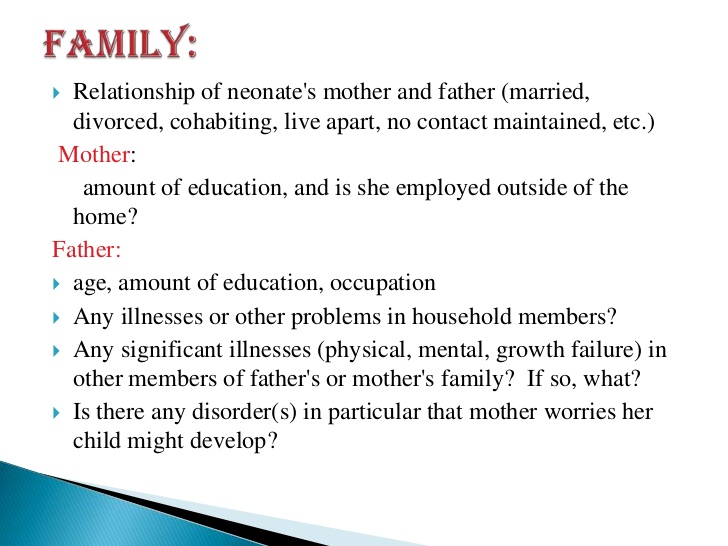 FAMILY:
Relationship of neonate's mother and father (married,
divorced, cohabiting, live apart, no contact maintained, etc.)
Mother:
amount of education, and is she employed outside of the
home?
Father:
age, amount of education, occupation
Any illnesses or other problems in household members?
Any significant illnesses (physical, mental, growth failure) in
other members of father's or mother's family? If so, what?
Is there any disorder(s) in particular that mother worries her
child might develop?